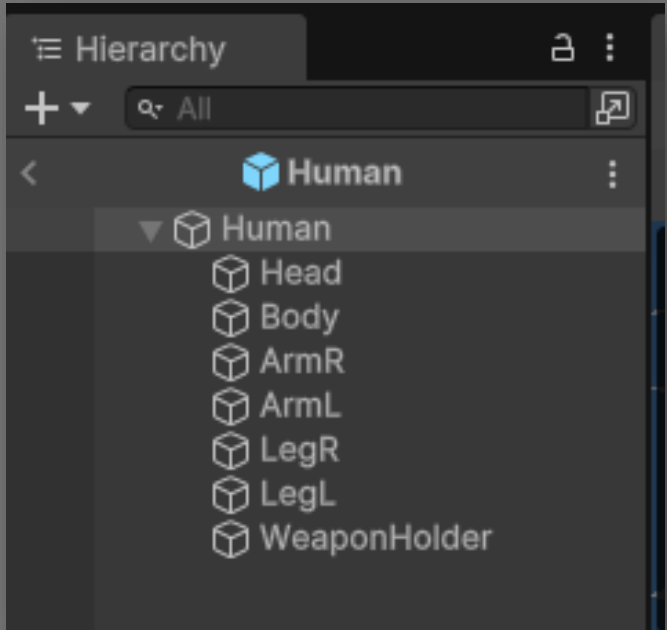 Hierarchy
All
Human
Human
Head
Body
ArmR
ArmL
LegR
LegL
WeaponHolder